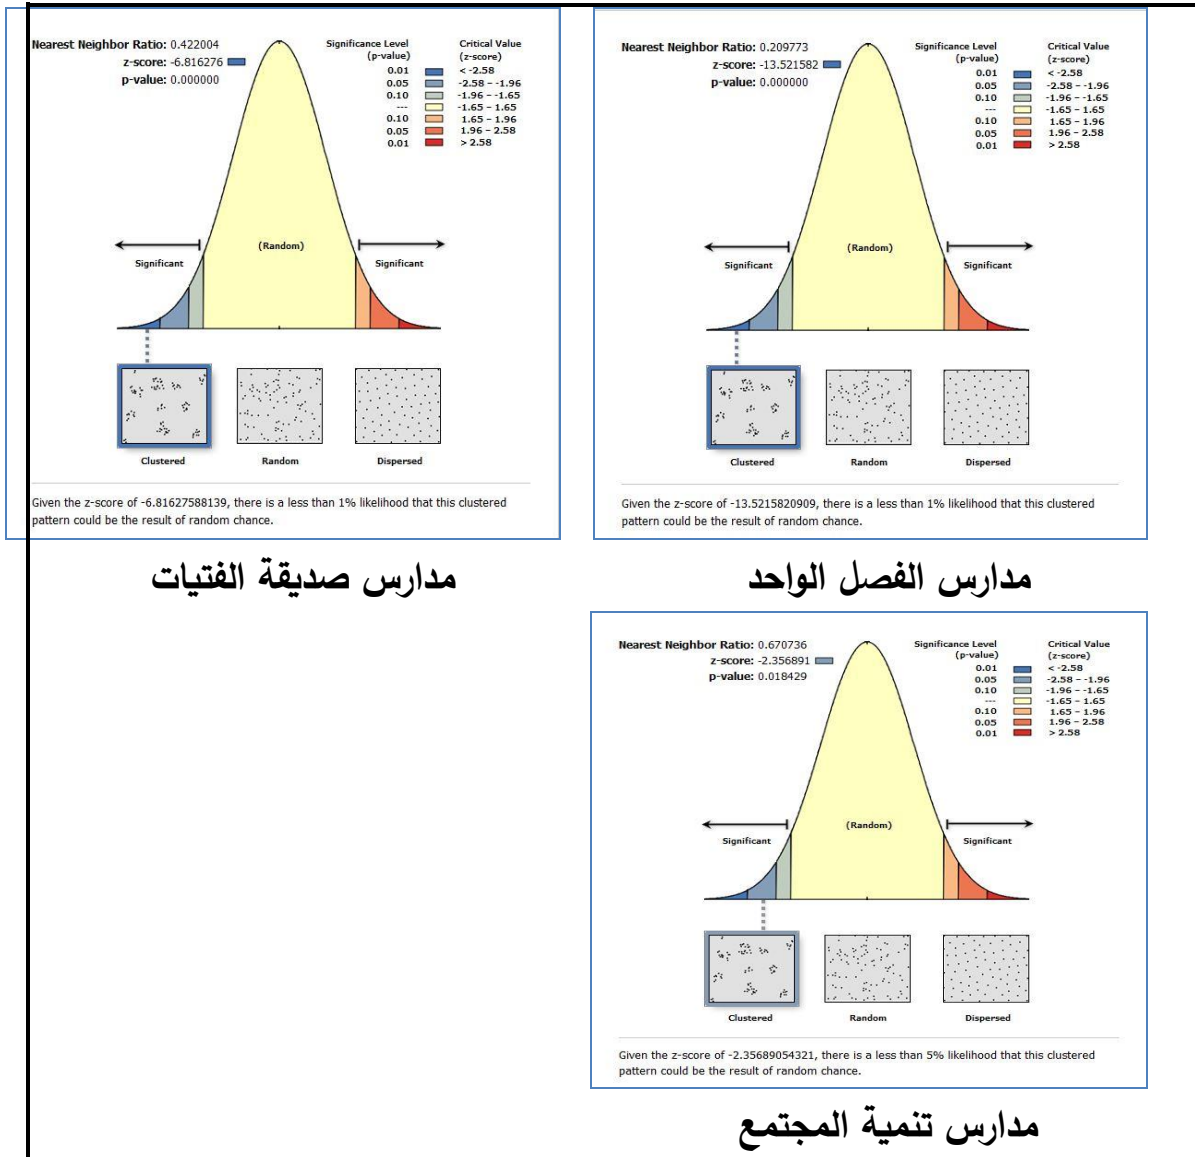 Nearest Neighbor Ratio: 0.422004
z-score: -6.816276
p-value: 0.000000
Significance Level
(p-value)
Critical Value
(z-score)
0.01 < -2.58
0.05 -2.58 – -1.96
0.10 -1.96 – -1.65
--- -1.65 – 1.65
0.10 1.65 – 1.96
0.05 1.96 – 2.58
0.01 > 2.58
(Random)
Significant Significant
Clustered Random Dispersed
Given the z-score of -6.81627588139, there is a less than 1% likelihood that this clustered
pattern could be the result of random chance.
مدارس صديقة الفتيات
Nearest Neighbor Ratio: 0.209773
z-score: -13.521582
p-value: 0.000000
Significance Level
(p-value)
Critical Value
(z-score)
0.01 < -2.58
0.05 -2.58 – -1.96
0.10 -1.96 – -1.65
--- -1.65 – 1.65
0.10 1.65 – 1.96
0.05 1.96 – 2.58
0.01 > 2.58
(Random)
Significant Significant
Clustered Random Dispersed
Given the z-score of -13.5215820909, there is a less than 1% likelihood that this clustered
pattern could be the result of random chance.
مدارس الفصل الواحد
Nearest Neighbor Ratio: 0.670736
z-score: -2.356891
p-value: 0.018429
Significance Level
(p-value)
Critical Value
(z-score)
0.01 < -2.58
0.05 -2.58 – -1.96
0.10 -1.96 – -1.65
--- -1.65 – 1.65
0.10 1.65 – 1.96
0.05 1.96 – 2.58
0.01 > 2.58
(Random)
Significant Significant
Clustered Random Dispersed
Given the z-score of -2.35689054321, there is a less than 5% likelihood that this clustered
pattern could be the result of random chance.
مدارس تنمية المجتمع